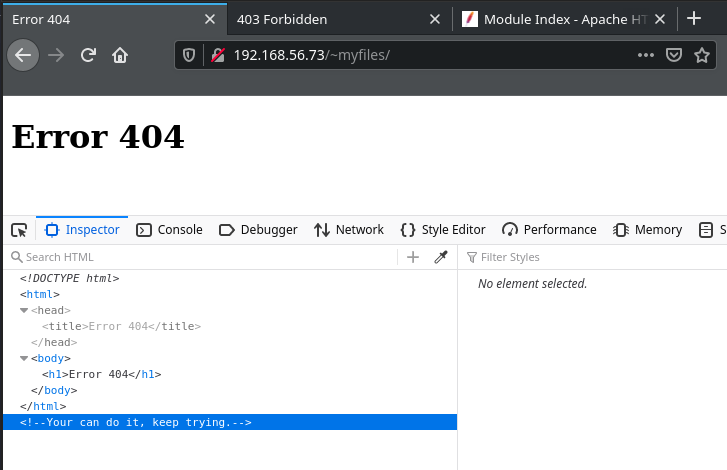 Error 404
403 Forbidden
Module Index - Apache HT
192.168.56.73/~myfiles/
Error 404
Inspector
Console
Debugger
Network
Style Editor
Performance
Memory
S
Search HTML
Filter Styles
<!DOCTYPE html>
<html>
<head>
<title>Error 404</title>
</head>
<body>
<h1>Error 404</h1>
</body>
</html>
<!--Your can do it, keep trying.-->
No element selected.